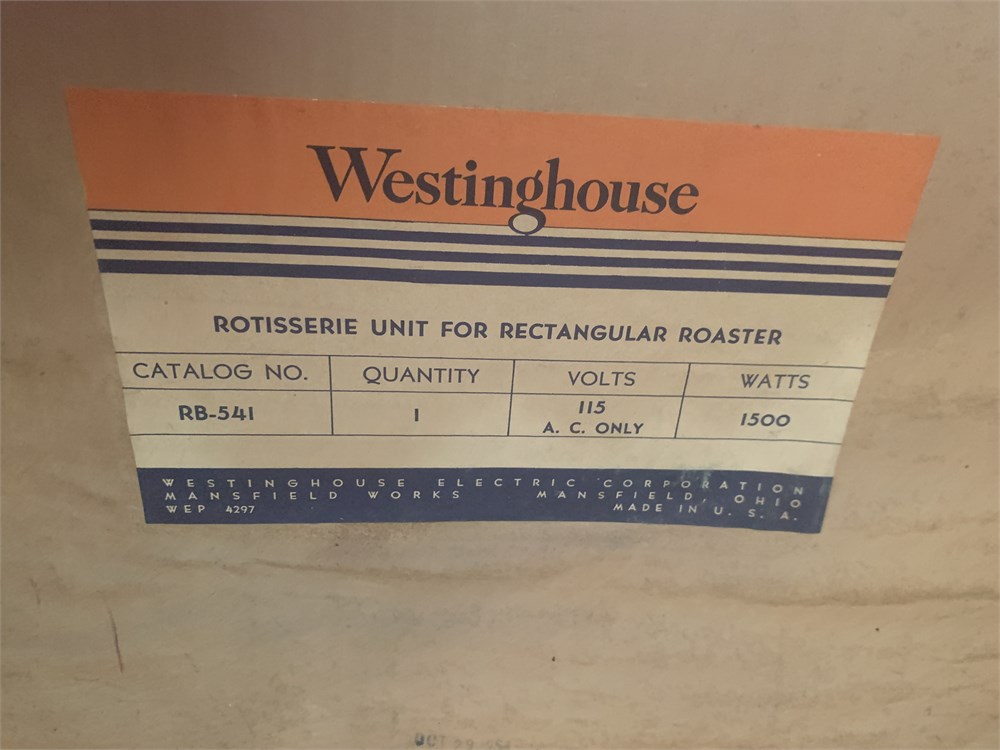 Westinghouse
ROTISSERIE UNIT FOR RECTANGULAR ROASTER
CATALOG NO. QUANTITY VOLTS WATTS
RB-541 1 115 1500
A. C. ONLY
WESTINGHOUSE ELECTRIC CORPORATION
MANSFIELD WORKS MANSFIELD, OHIO
WEP 4297 MADE IN U. S. A.